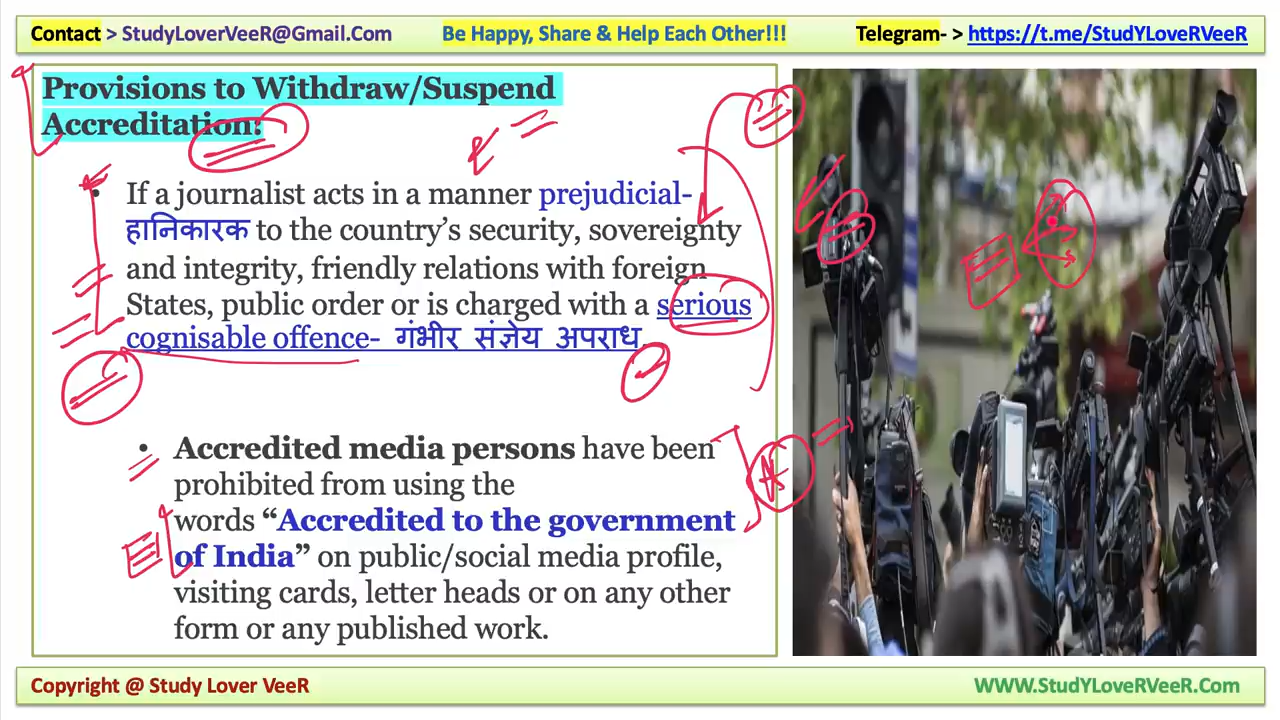 Contact > StudyLoverVeeR@Gmail.Com Be Happy, Share & Help Each Other!!! Telegram- > https://t.me/StudYLoveRVeeR
Provisions to Withdraw/Suspend
Accreditation:
• If a journalist acts in a manner prejudicial-
हानिकारक to the country's security, sovereignty
and integrity, friendly relations with foreign
States, public order or is charged with a serious
cognisable offence- गंभीर संज्ञेय अपराध.
• Accredited media persons have been
prohibited from using the
words “Accredited to the government
of India” on public/social media profile,
visiting cards, letter heads or on any other
form or any published work.
Copyright @ Study Lover VeeR WWW.StudYLoveRVeeR.Com